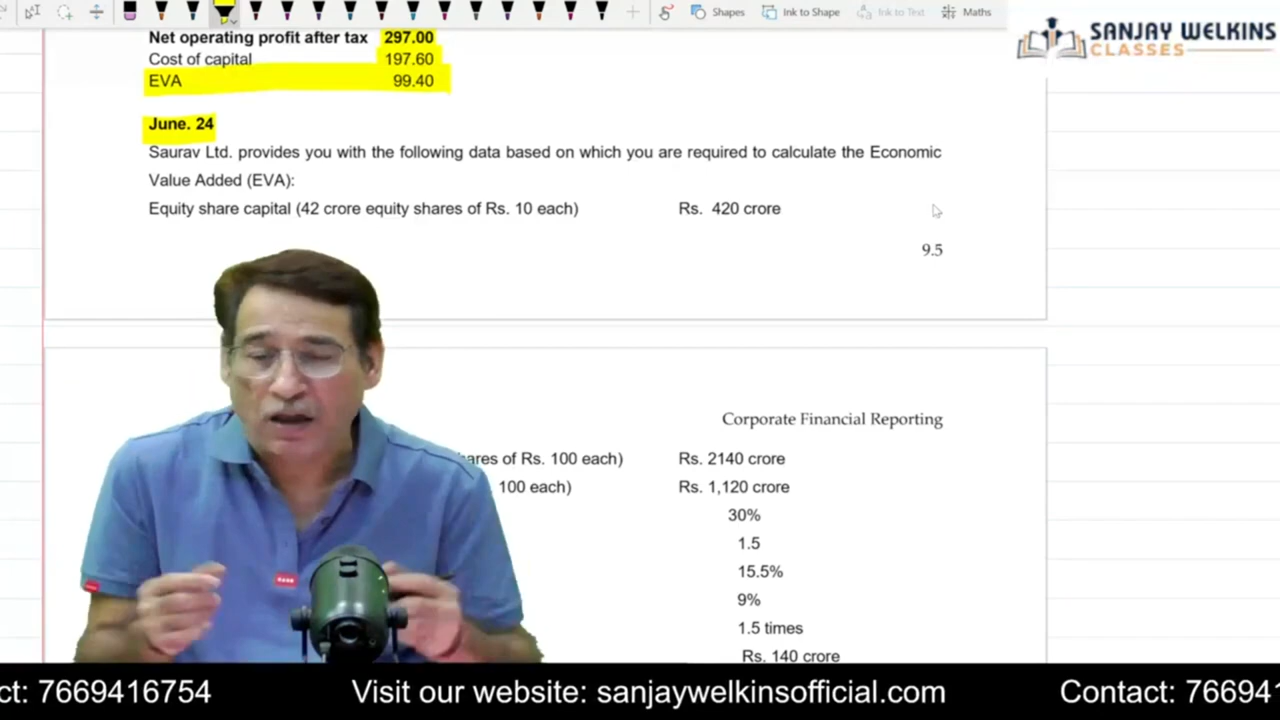 Shapes
Ink to Shape
Ink to Text
Maths
SANJAY WELKINS
CLASSES
Net operating profit after tax 297.00
Cost of capital 197.60
EVA 99.40
June. 24
Saurav Ltd. provides you with the following data based on which you are required to calculate the Economic
Value Added (EVA):
Equity share capital (42 crore equity shares of Rs. 10 each) Rs. 420 crore
9.5
Corporate Financial Reporting
of Rs. 100 each) Rs. 2140 crore
100 each) Rs. 1,120 crore
30%
1.5
15.5%
9%
1.5 times
Rs. 140 crore
ct: 7669416754 Visit our website: sanjaywelkinsofficial.com Contact: 76694